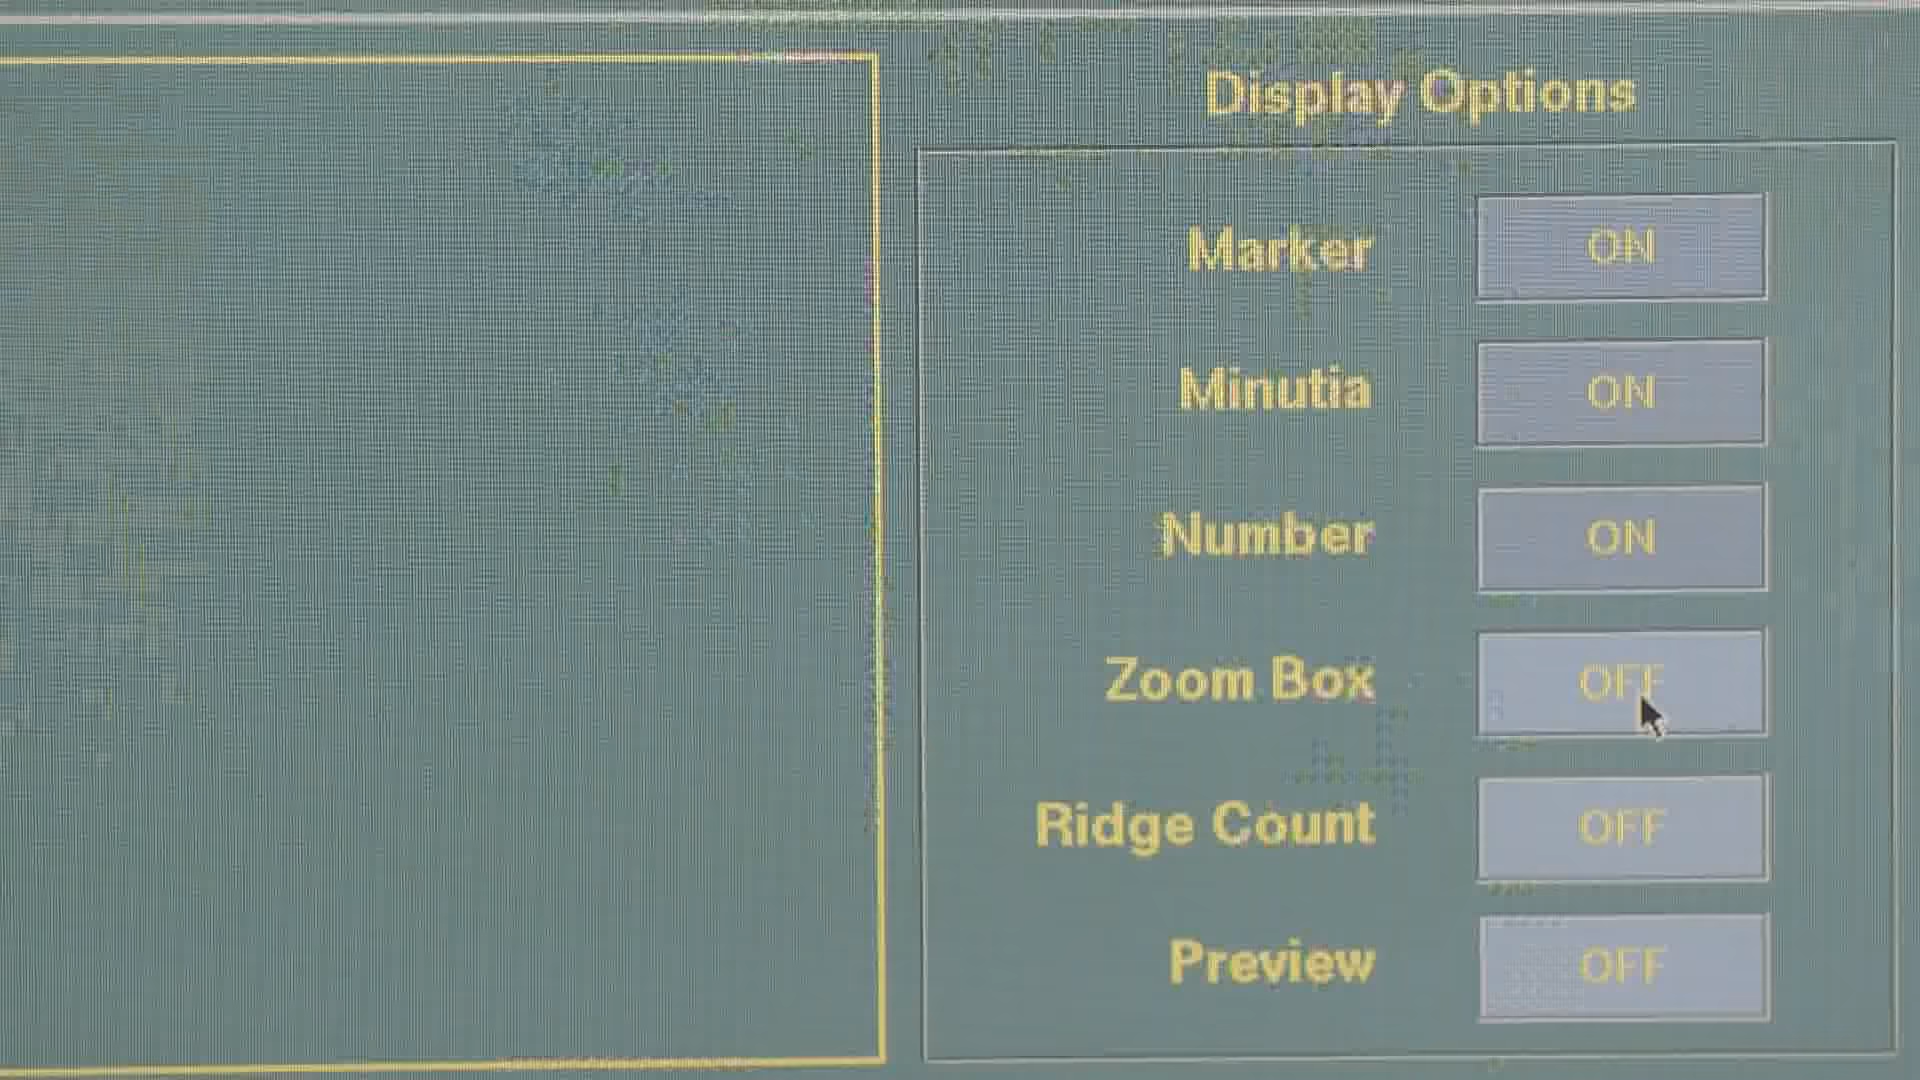 Display Options
Marker ON
Minutia ON
Number ON
Zoom Box OFF
Ridge Count OFF
Preview OFF